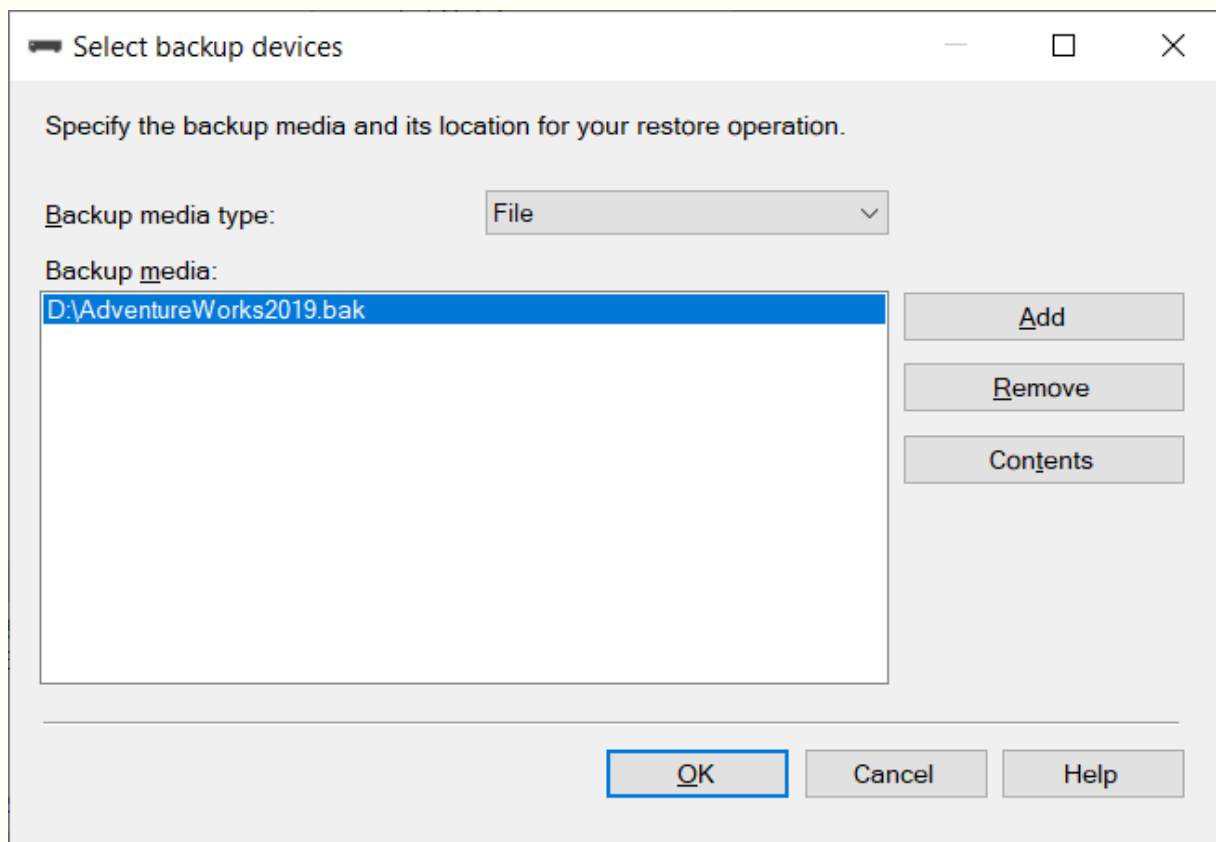 Select backup devices
Specify the backup media and its location for your restore operation.
Backup media type:
File
Backup media:
D:\AdventureWorks2019.bak
Add
Remove
Contents
OK
Cancel
Help